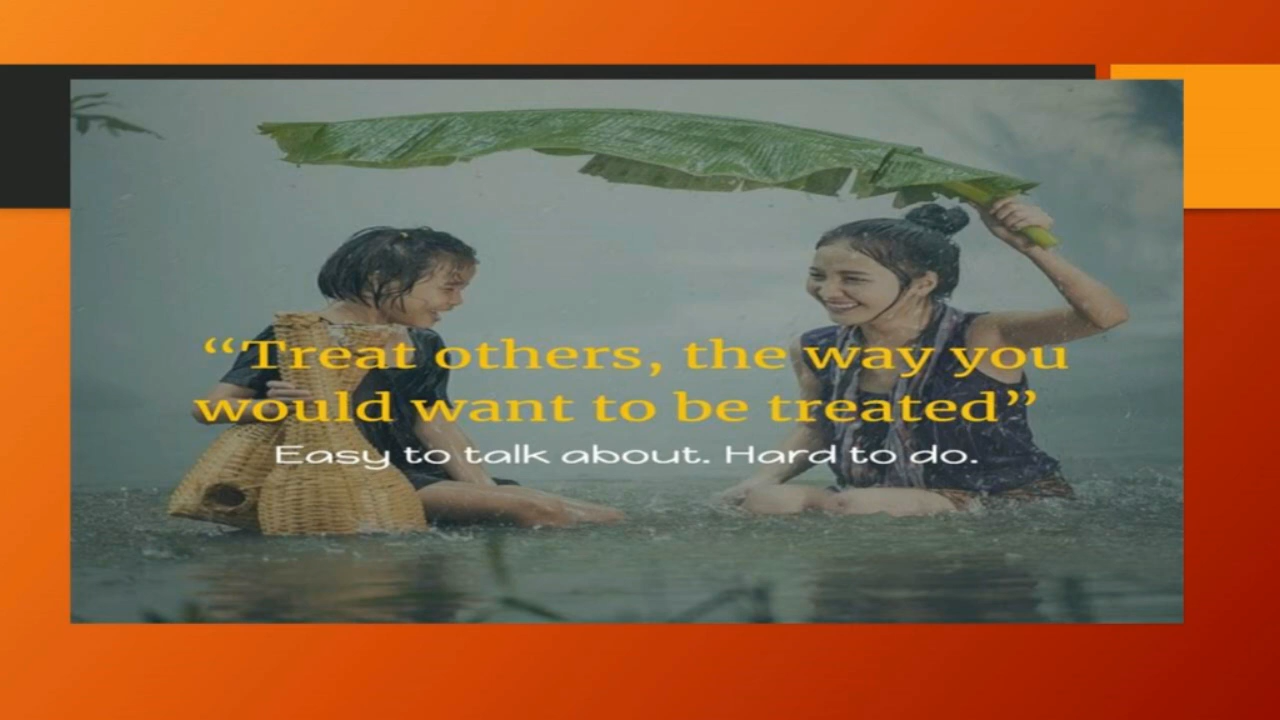 “Treat others, the way you
would want to be treated”
Easy to talk about. Hard to do.